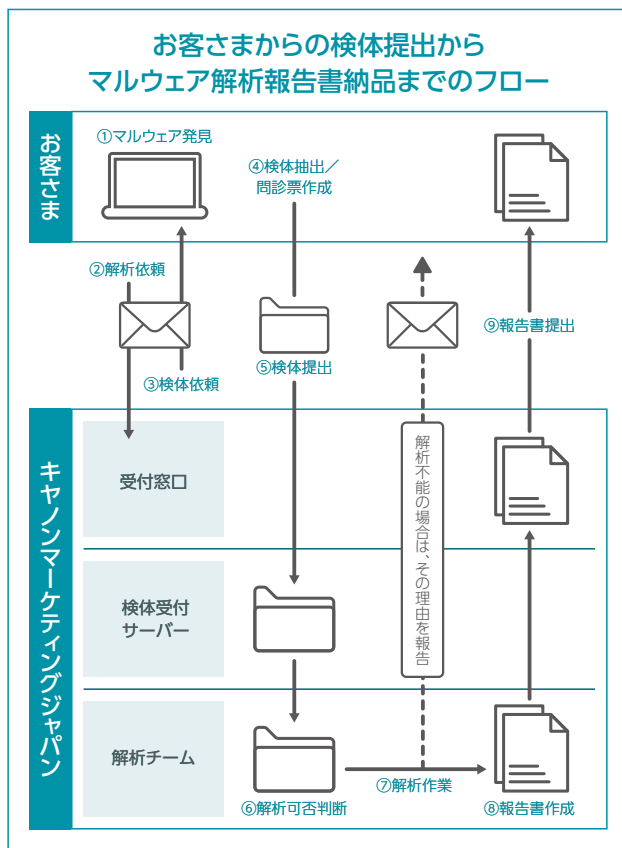 お客さまからの検体提出から
マルウェア解析報告書納品までのフロー
お客さま
①マルウェア発見
④検体抽出／
問診票作成
②解析依頼
③検体依頼
⑤検体提出
⑨報告書提出
キヤノンマーケティングジャパン
受付窓口
解析不能の場合は、その理由を報告
検体受付
サーバー
解析チーム
⑥解析可否判断
⑦解析作業
⑧報告書作成